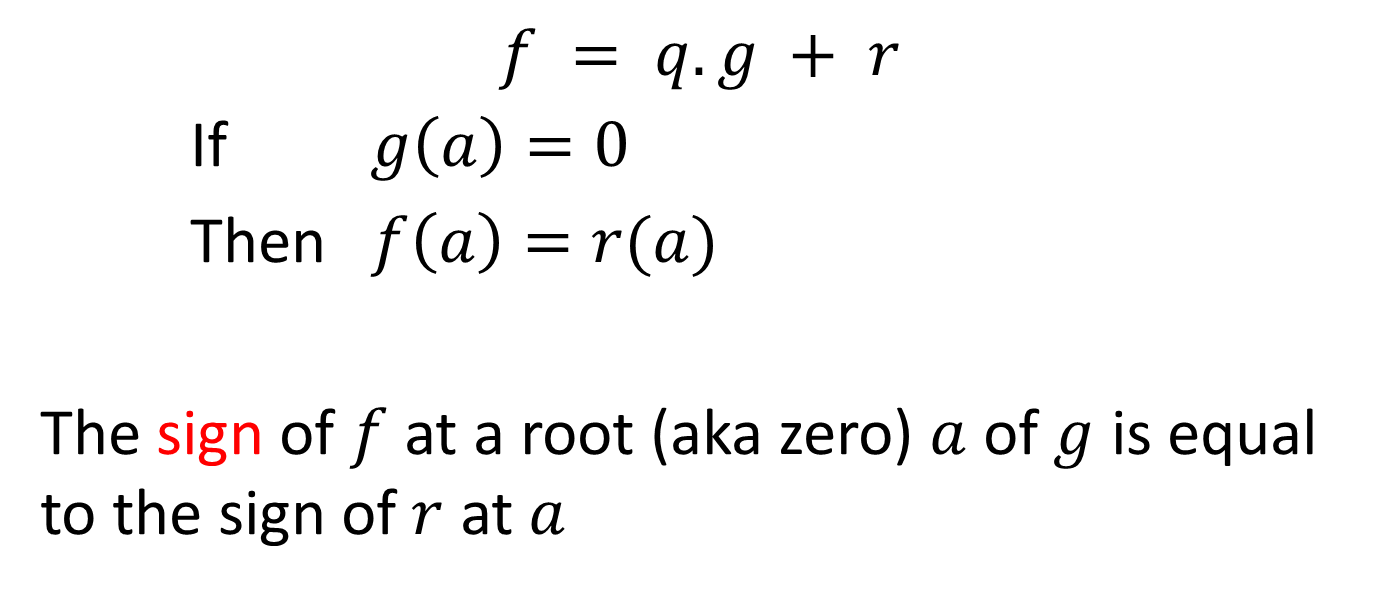 f = q. g + r
If g(a) = 0
Then f(a) = r(a)
The sign of f at a root (aka zero) a of g is equal
to the sign of r at a